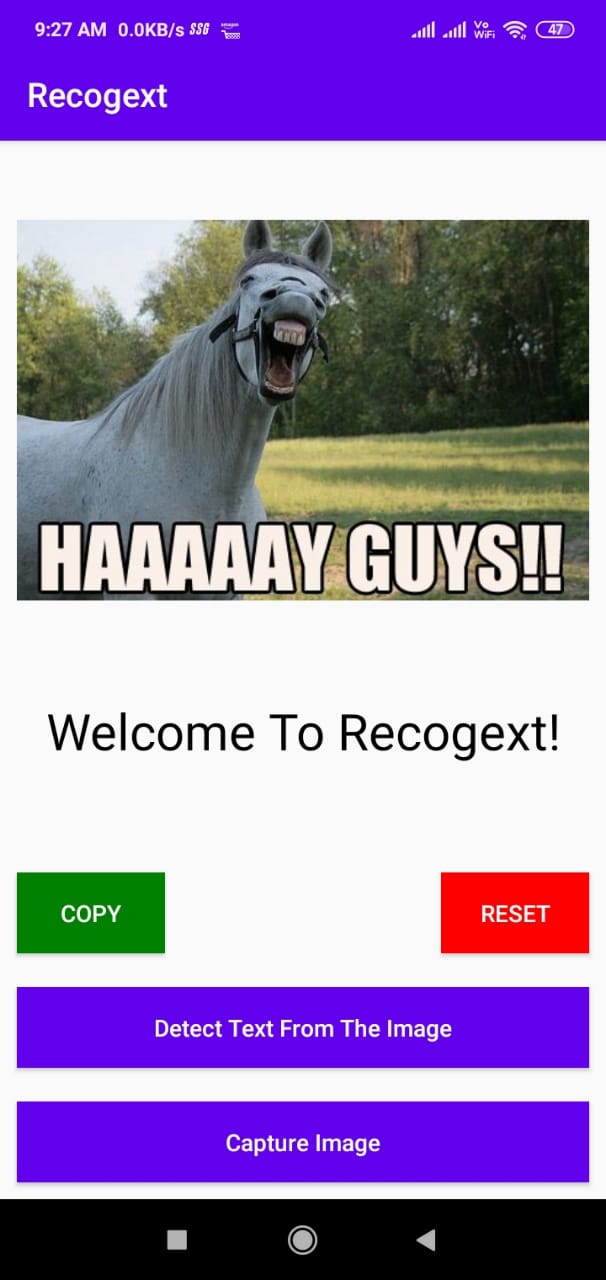 9:27 AM 0.0KB/s SSG amazon Vo WiFi 47
Recogext
HAAAAAY GUYS!!
Welcome To Recogext!
COPY RESET
Detect Text From The Image
Capture Image